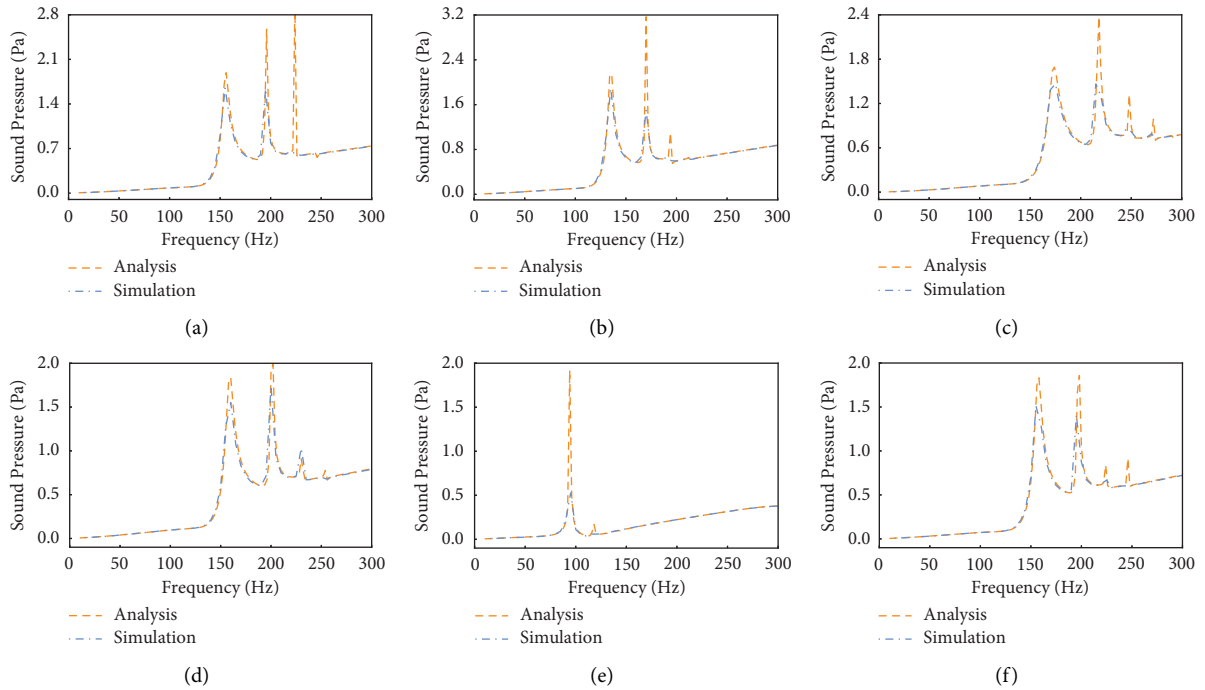 Sound Pressure (Pa)
2.8
2.1
1.4
0.7
0.0
0 50 100 150 200 250 300
Frequency (Hz)
Analysis
Simulation
(a)
Sound Pressure (Pa)
3.2
2.4
1.6
0.8
0.0
0 50 100 150 200 250 300
Frequency (Hz)
Analysis
Simulation
(b)
Sound Pressure (Pa)
2.4
1.8
1.2
0.6
0.0
0 50 100 150 200 250 300
Frequency (Hz)
Analysis
Simulation
(c)
Sound Pressure (Pa)
2.0
1.5
1.0
0.5
0.0
0 50 100 150 200 250 300
Frequency (Hz)
Analysis
Simulation
(d)
Sound Pressure (Pa)
2.0
1.5
1.0
0.5
0.0
0 50 100 150 200 250 300
Frequency (Hz)
Analysis
Simulation
(e)
Sound Pressure (Pa)
2.0
1.5
1.0
0.5
0.0
0 50 100 150 200 250 300
Frequency (Hz)
Analysis
Simulation
(f)